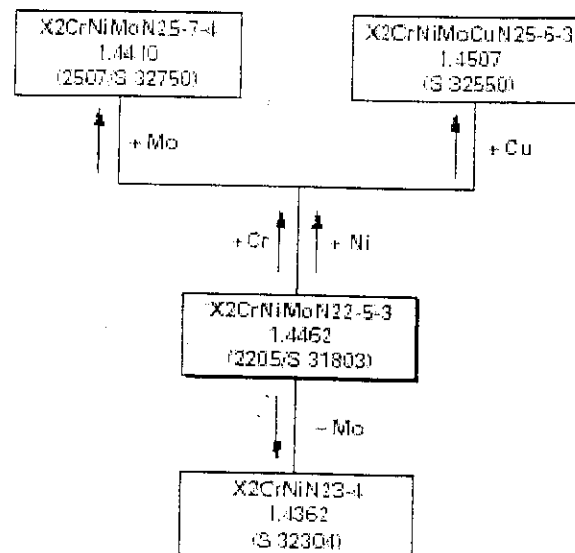 X2CrNiMoN25-7-4
1.4410
(2507/S 32750)
X2CrNiMoCuN25-6-3
1.4507
(S 32550)
+ Mo
+ Cu
+ Cr
+ Ni
X2CrNiMoN22-5-3
1.4462
(2205/S 31803)
- Mo
X2CrNiN23-4
1.4362
(S 32304)